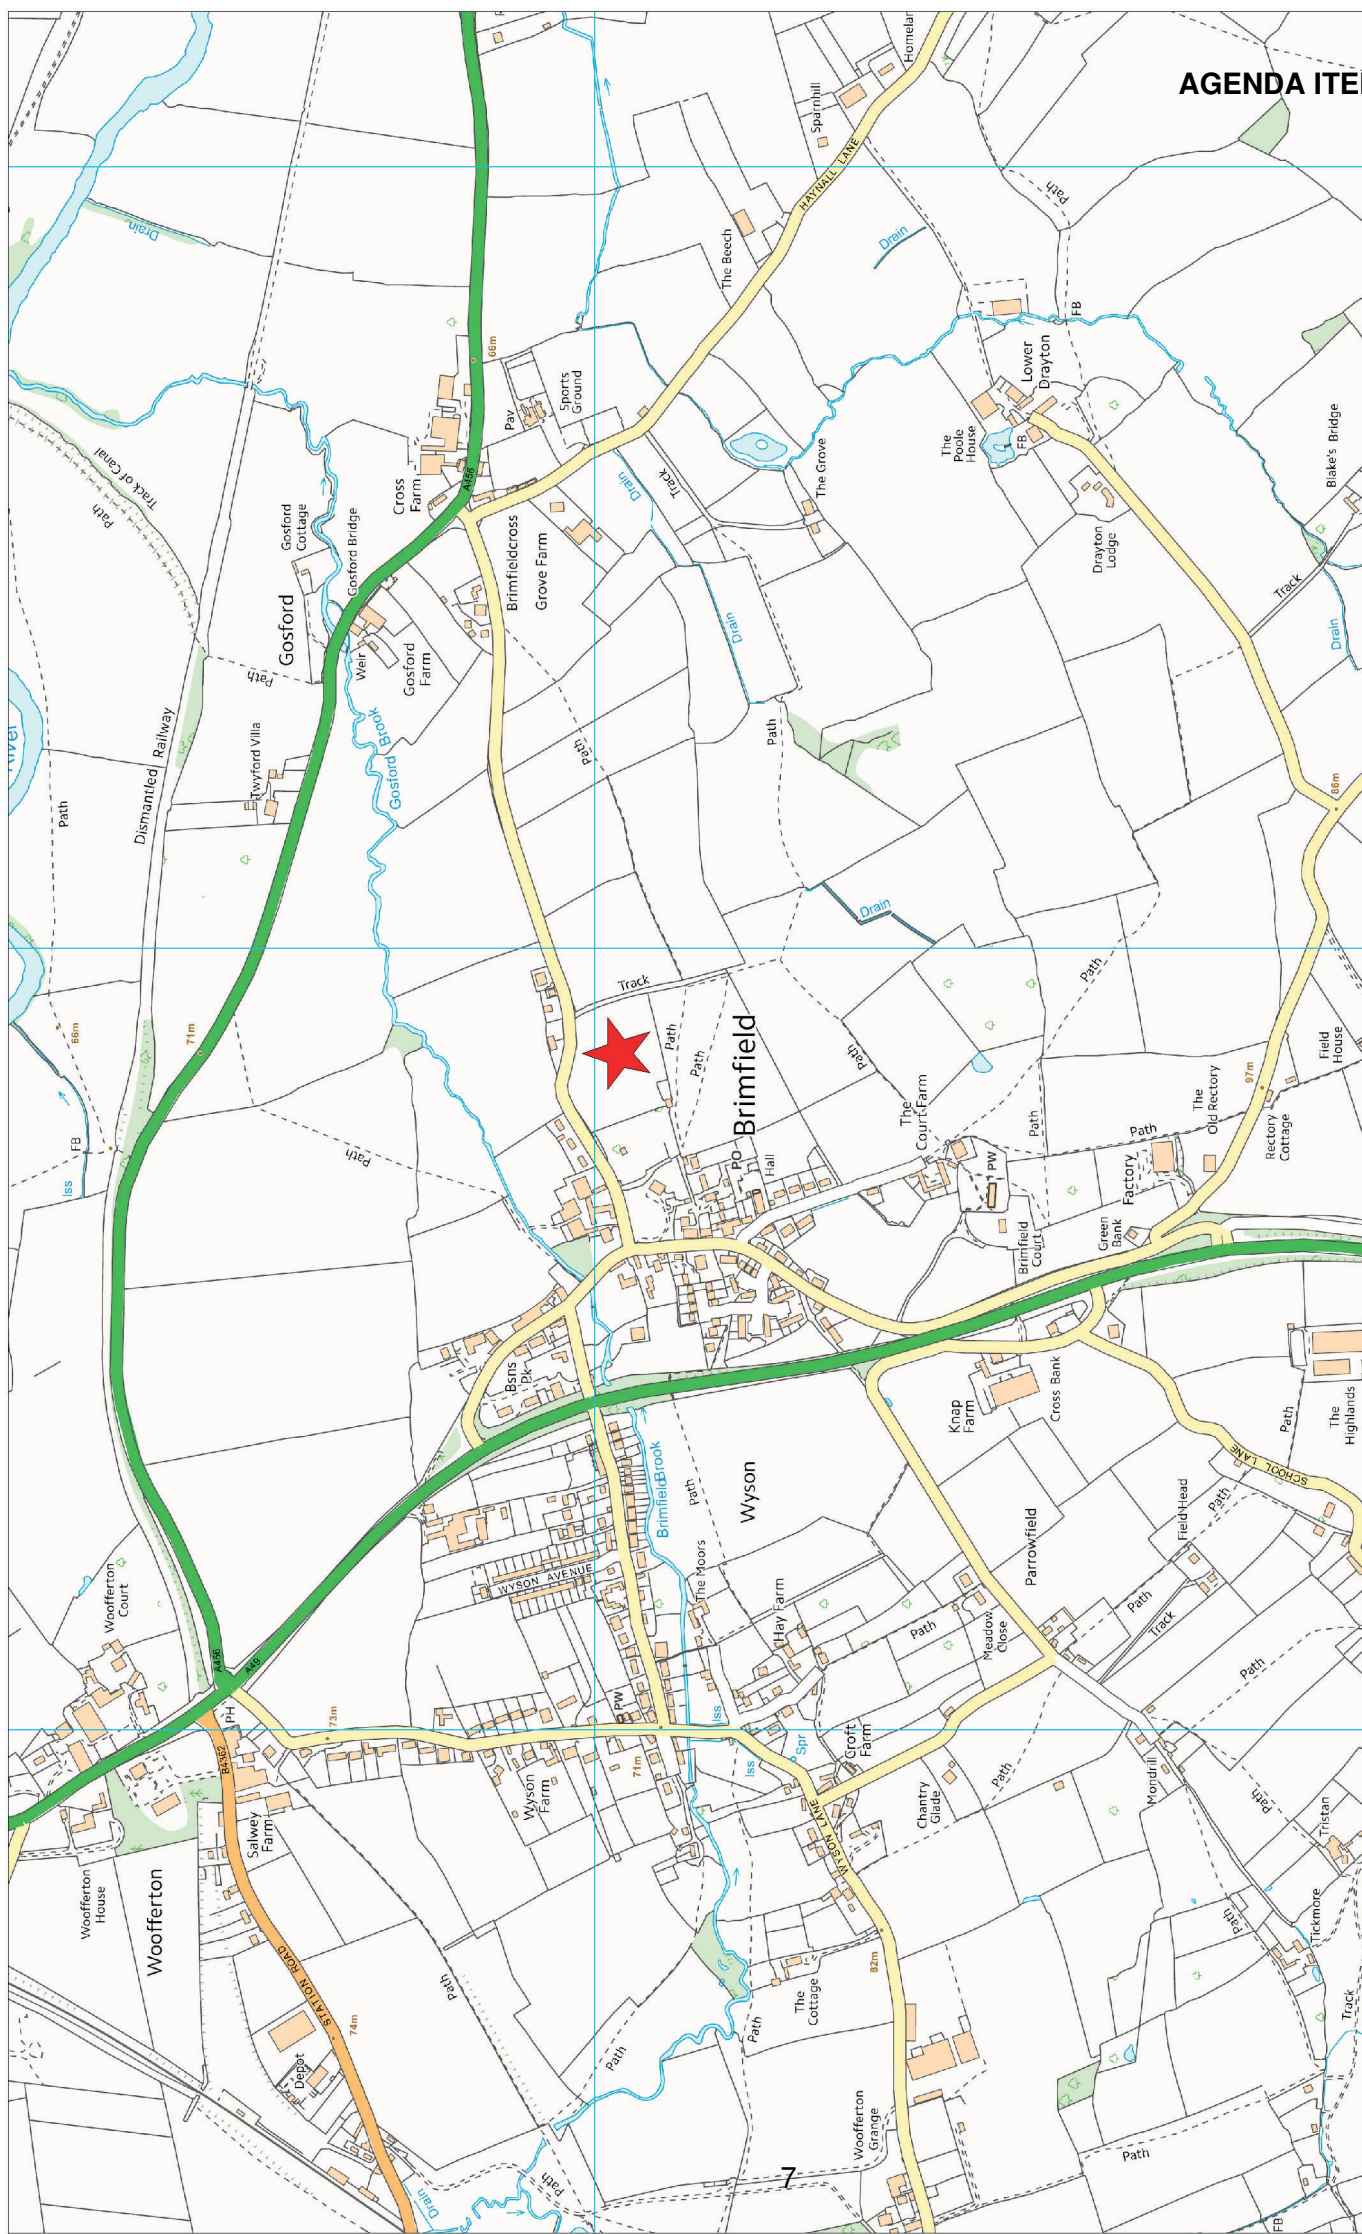 AGENDA ITE
Woofferton
House
Woofferton
Salwey
Farm
STATION ROAD
B4362
74m
Depot
Drain
Path
Path
Path
PH
A49
A456
Woofferton
Court
73m
Wyson
Farm
71m
PW
WYSON AVENUE
Iss
Iss
Spr
The Moors
Hay Farm
Croft
Farm
WYSON LANE
Chantry
Glade
The
Cottage
82m
Woofferton
Grange
Path
Path
Wyson
Path
Brimfield Brook
Bsns
Pk
Meadow
Close
Path
Parrowfield
Knap
Farm
Cross Bank
Field Head
Path
Path
Track
Path
Path
Path
Path
Mondrill
Tristan
Tickmore
Track
Path
FB
SCHOOL LANE
Path
The
Highlands
Iss
FB
66m
Path
71m
Path
River
Dismantled Railway
Twyford Villa
Path
Gosford
Gosford
Cottage
Gosford Bridge
Weir
Gosford
Farm
Gosford Brook
Path
Track of Canal
Drain
Cross
Farm
A456
66m
Pav
Sports
Ground
Brimfieldcross
Grove Farm
Path
Drain
Track
Drain
Path
The Grove
The Beech
HAYNALL LANE
Sparnhill
Homelan
Drain
Path
FB
Lower
Drayton
The
Poole
House
FB
Drayton
Lodge
Blake's Bridge
Track
Drain
86m
Track
Path
Path
Brimfield
PO
Hall
Path
Drain
Path
The
Court Farm
PW
Path
Brimfield
Court
Green
Bank
Factory
Path
The
Old Rectory
Rectory
Cottage
97m
Field
House
7